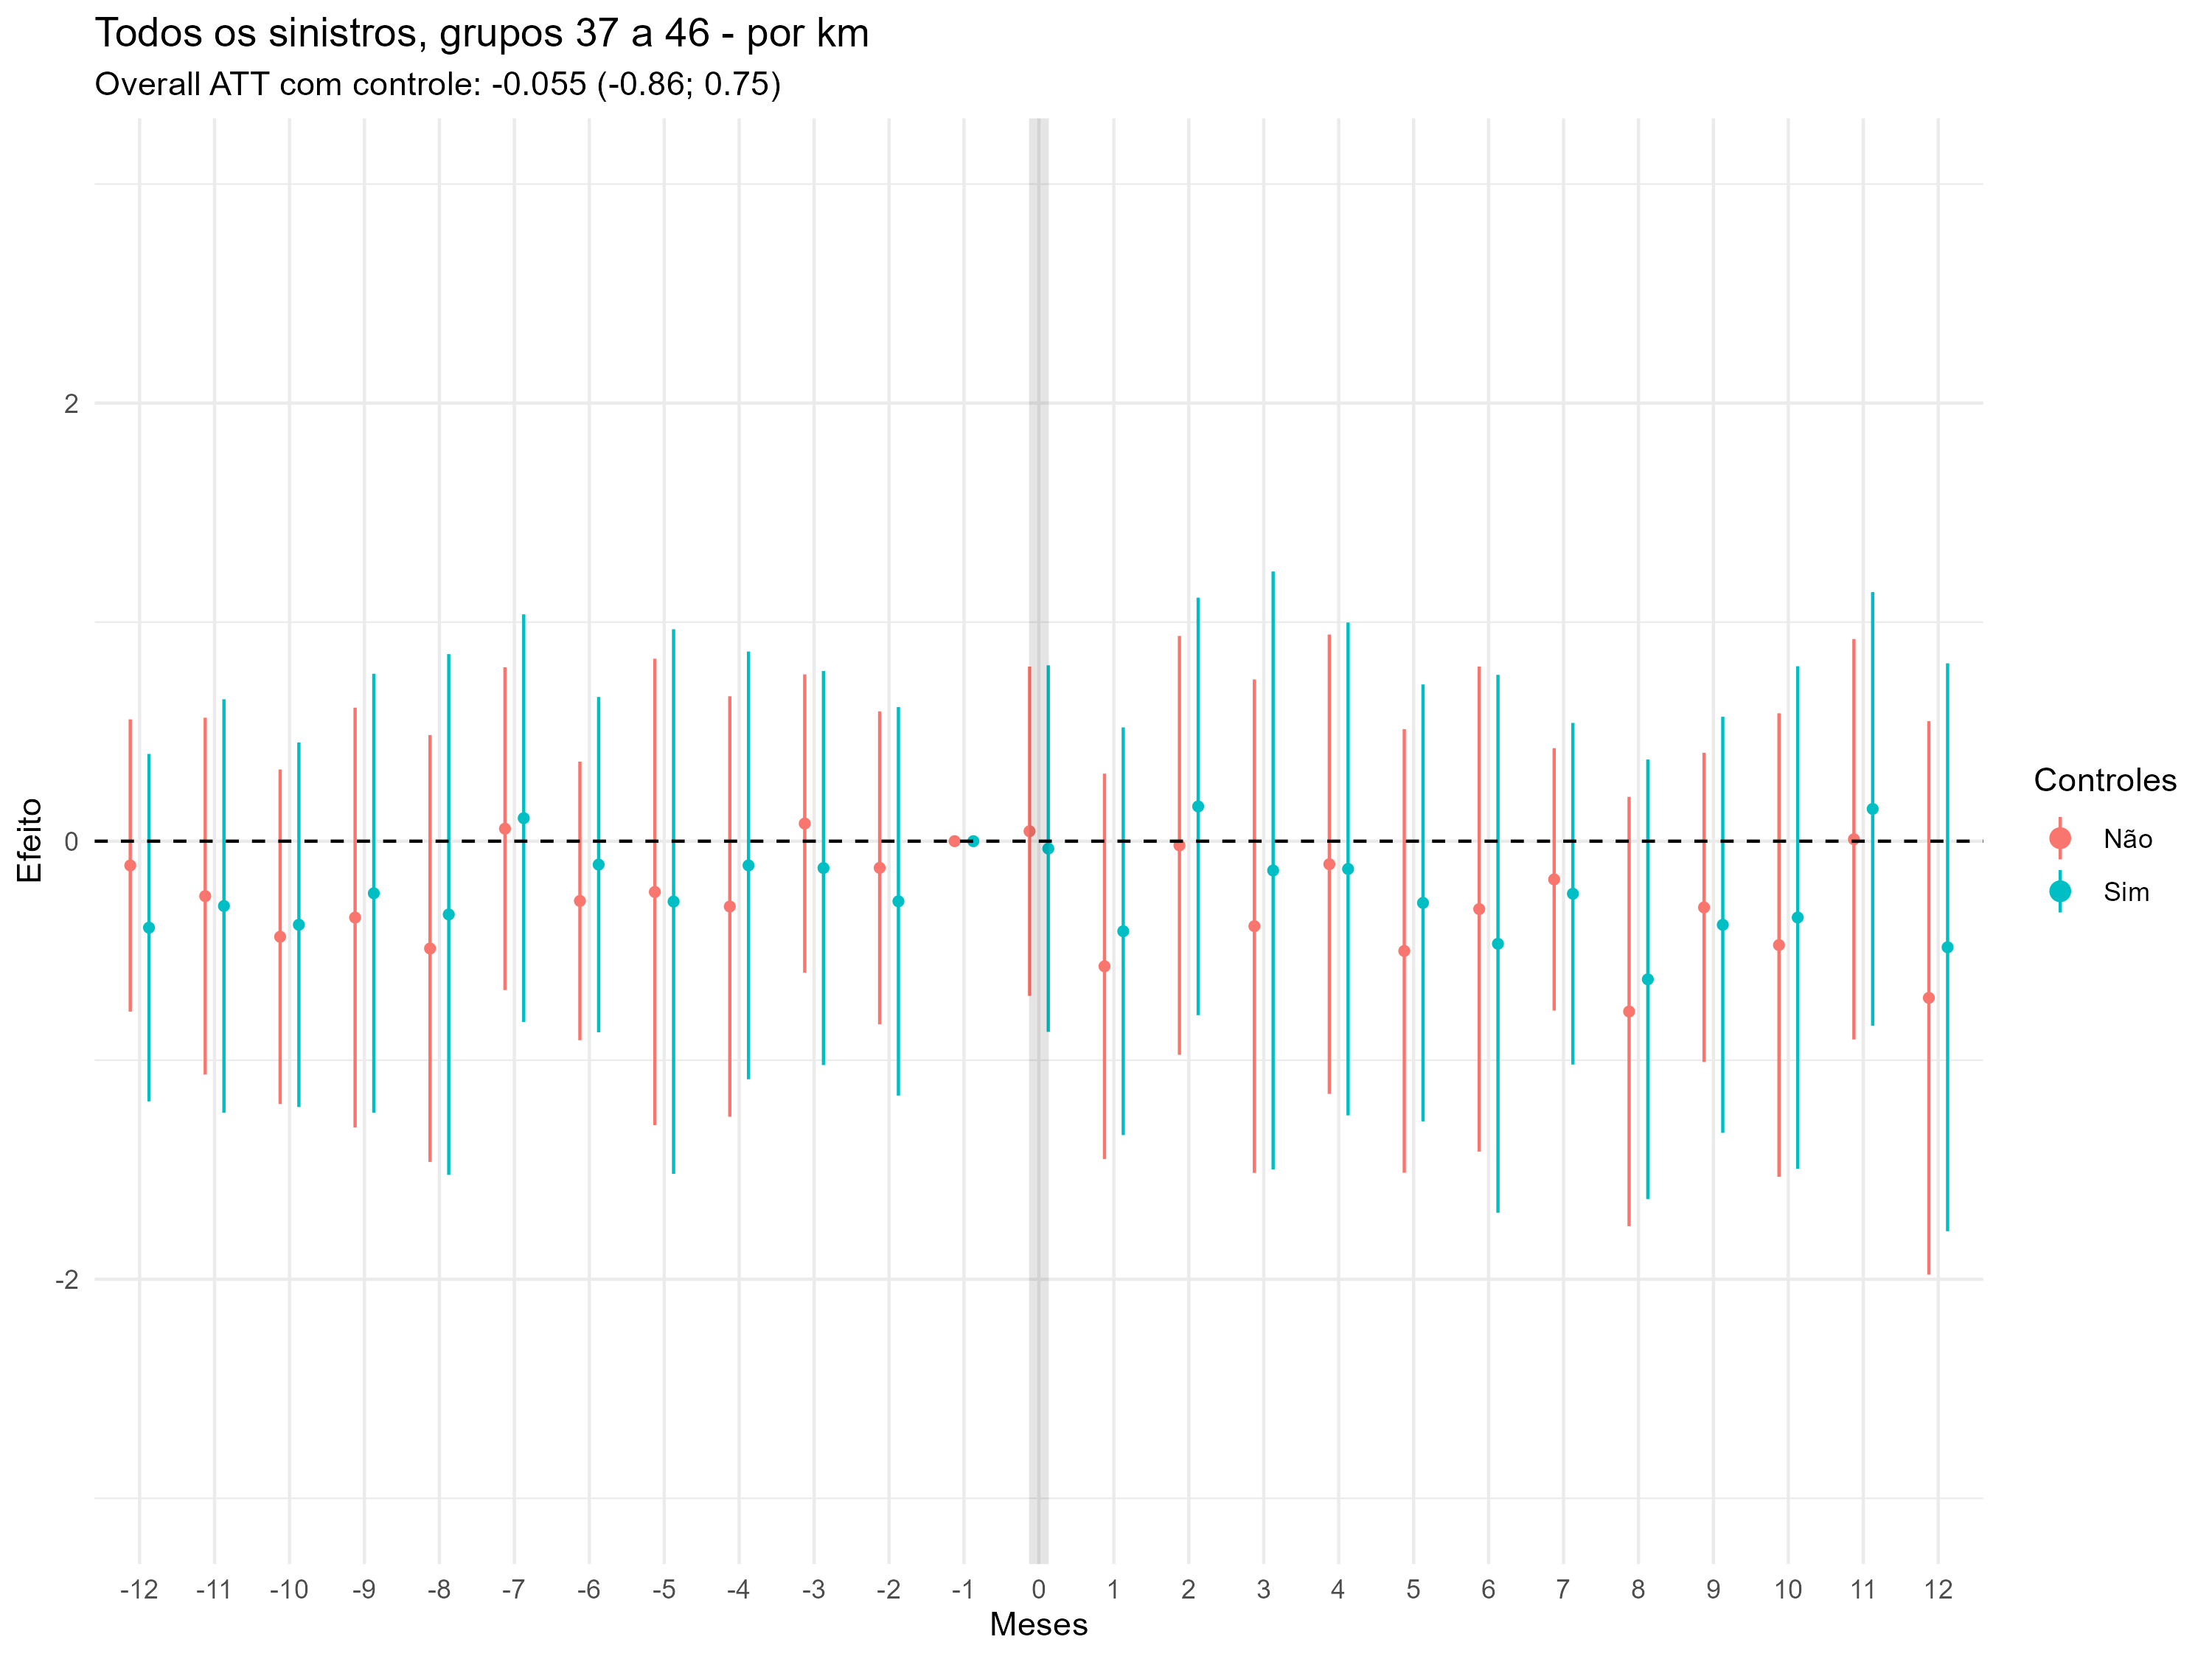 Todos os sinistros, grupos 37 a 46 - por km
Overall ATT com controle: -0.055 (-0.86; 0.75)
Efeito
2
0
-2
-12 -11 -10 -9 -8 -7 -6 -5 -4 -3 -2 -1 0 1 2 3 4 5 6 7 8 9 10 11 12
Meses
Controles
Não
Sim